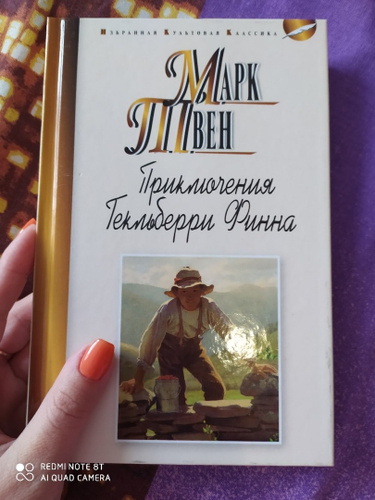 Избранная Культовая Классика
Марк
Твен
Приключения
Гекльберри Финна
REDMI NOTE 8T
AI QUAD CAMERA